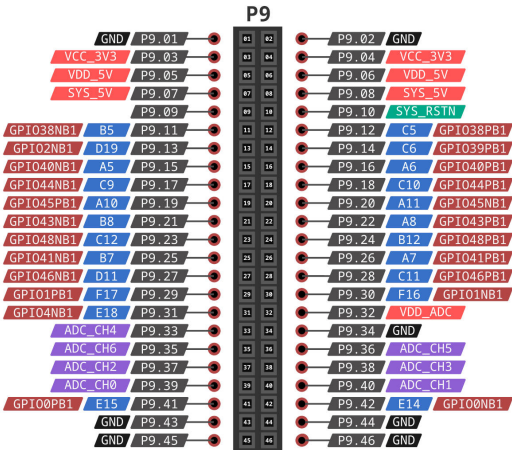 P9
GND P9.01 01 02 P9.02 GND
VCC_3V3 P9.03 03 04 P9.04 VCC_3V3
VDD_5V P9.05 05 06 P9.06 VDD_5V
SYS_5V P9.07 07 08 P9.08 SYS_5V
P9.09 09 10 P9.10 SYS_RSTN
GPIO38NB1 B5 P9.11 11 12 P9.12 C5 GPIO38PB1
GPIO2NB1 D19 P9.13 13 14 P9.14 C6 GPIO39PB1
GPIO40NB1 A5 P9.15 15 16 P9.16 A6 GPIO40PB1
GPIO44NB1 C9 P9.17 17 18 P9.18 C10 GPIO44PB1
GPIO45PB1 A10 P9.19 19 20 P9.20 A11 GPIO45NB1
GPIO43NB1 B8 P9.21 21 22 P9.22 A8 GPIO43PB1
GPIO48NB1 C12 P9.23 23 24 P9.24 B12 GPIO48PB1
GPIO41NB1 B7 P9.25 25 26 P9.26 A7 GPIO41PB1
GPIO46NB1 D11 P9.27 27 28 P9.28 C11 GPIO46PB1
GPIO1PB1 F17 P9.29 29 30 P9.30 F16 GPIO1NB1
GPIO4NB1 E18 P9.31 31 32 P9.32 VDD_ADC
ADC_CH4 P9.33 33 34 P9.34 GND
ADC_CH6 P9.35 35 36 P9.36 ADC_CH5
ADC_CH2 P9.37 37 38 P9.38 ADC_CH3
ADC_CH0 P9.39 39 40 P9.40 ADC_CH1
GPIO0PB1 E15 P9.41 41 42 P9.42 E14 GPIO0NB1
GND P9.43 43 44 P9.44 GND
GND P9.45 45 46 P9.46 GND